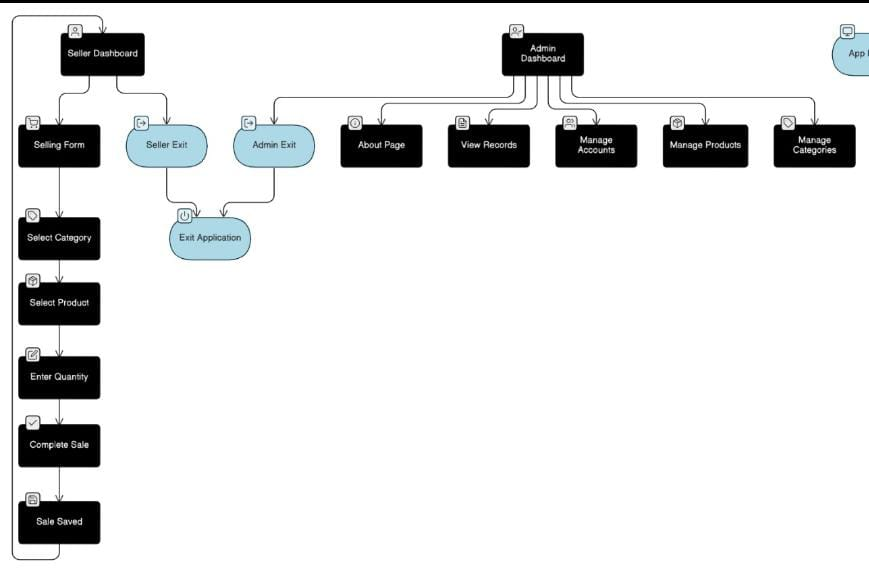 Seller Dashboard
Admin
Dashboard
App
Selling Form
Seller Exit
Admin Exit
About Page
View Records
Manage
Accounts
Manage Products
Manage
Categories
Select Category
Exit Application
Select Product
Enter Quantity
Complete Sale
Sale Saved